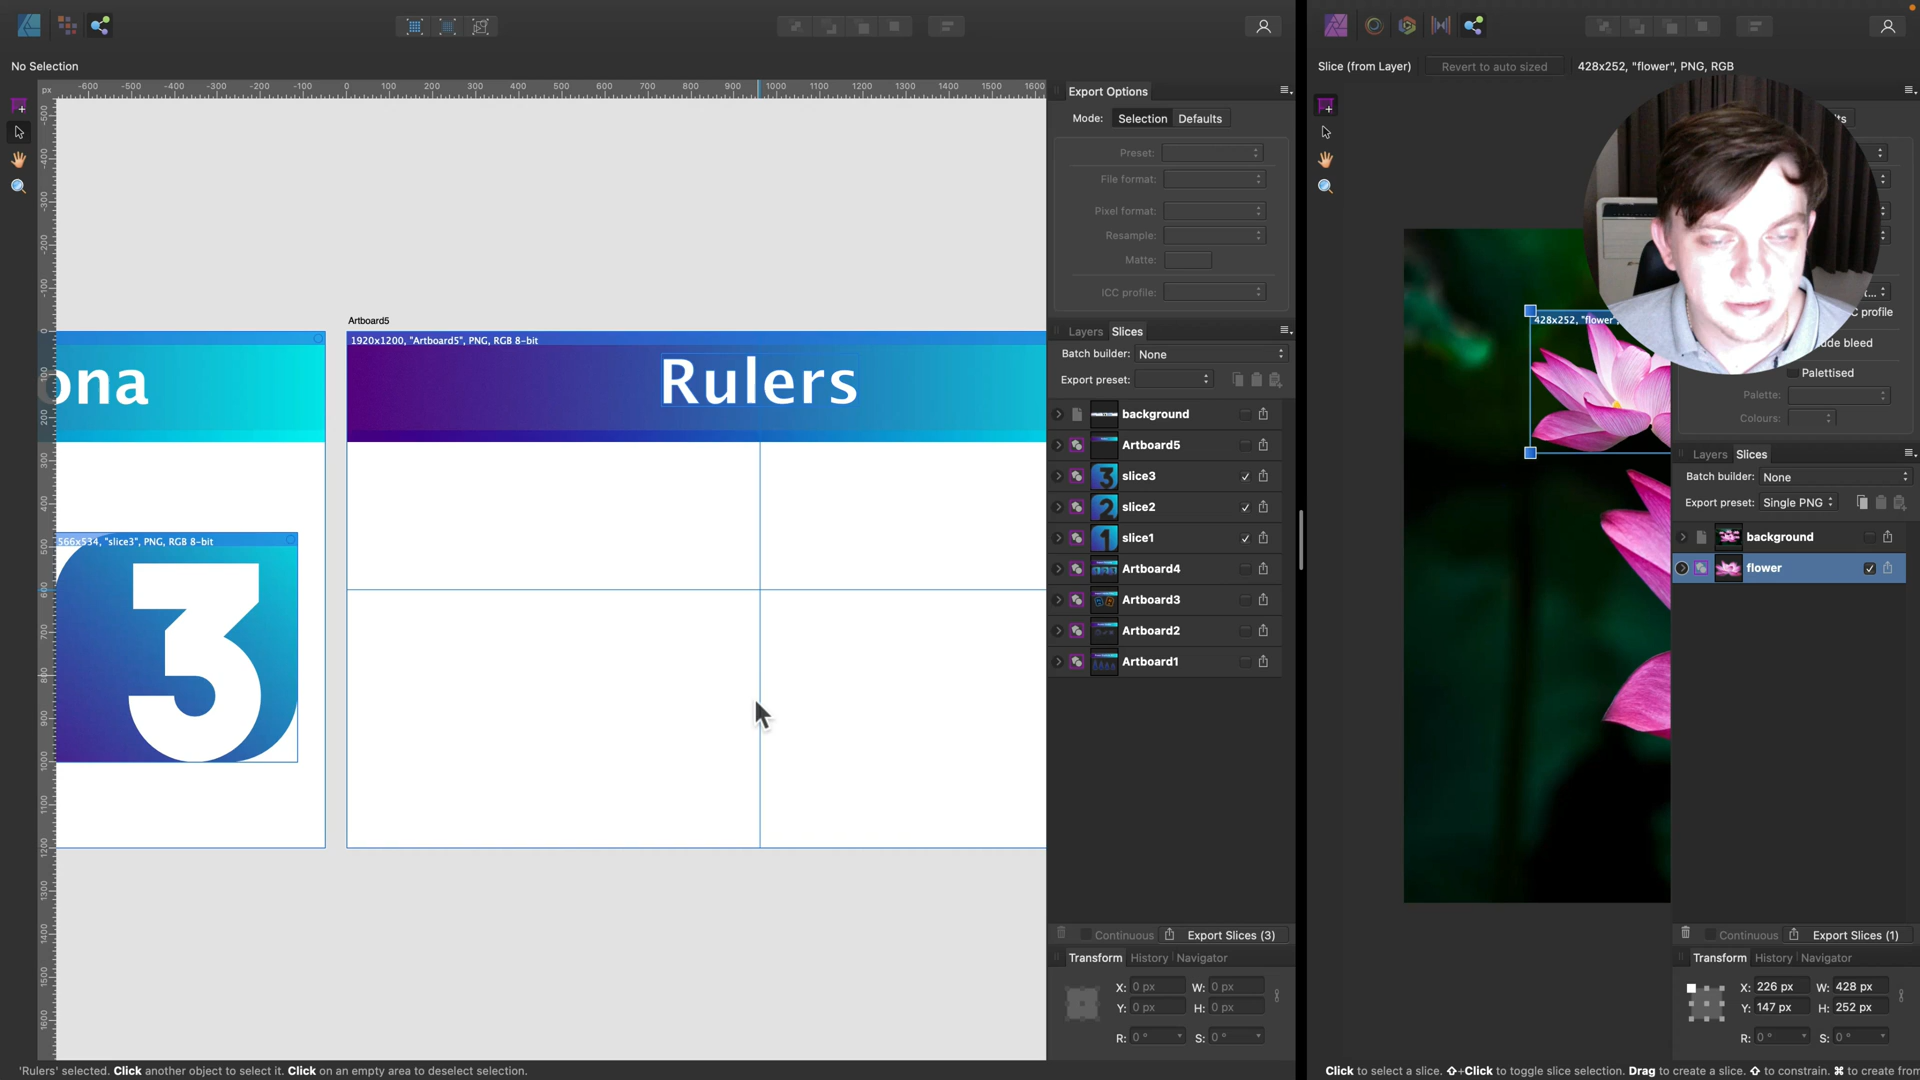 No Selection
px
-600 -500 -400 -300 -200 -100 0 100 200 300 400 500 600 700 800 900 1000 1100 1200 1300 1400 1500 1600
Artboard5
1920x1200, "Artboard5", PNG, RGB 8-bit
ona
Rulers
566x534, "slice3", PNG, RGB 8-bit
3
Export Options
Mode: Selection Defaults
Preset:
File format:
Pixel format:
Resample:
Matte:
ICC profile:
Layers Slices
Batch builder: None
Export preset:
background
Artboard5
slice3
slice2
slice1
Artboard4
Artboard3
Artboard2
Artboard1
Continuous Export Slices (3)
Transform History Navigator
X: 0 px W: 0 px
Y: 0 px H: 0 px
R: 0 ° S: 0 °
'Rulers' selected. Click another object to select it. Click on an empty area to deselect selection.
Slice (from Layer) Revert to auto sized 428x252, "flower", PNG, RGB
428x252, "flower",
C profile
ude bleed
Palettised
Palette:
Colours:
Layers Slices
Batch builder: None
Export preset: Single PNG
background
flower
Continuous Export Slices (1)
Transform History Navigator
X: 226 px W: 428 px
Y: 147 px H: 252 px
R: 0 ° S: 0 °
Click to select a slice. ⇧+Click to toggle slice selection. Drag to create a slice. ⇧ to constrain. ⌘ to create from